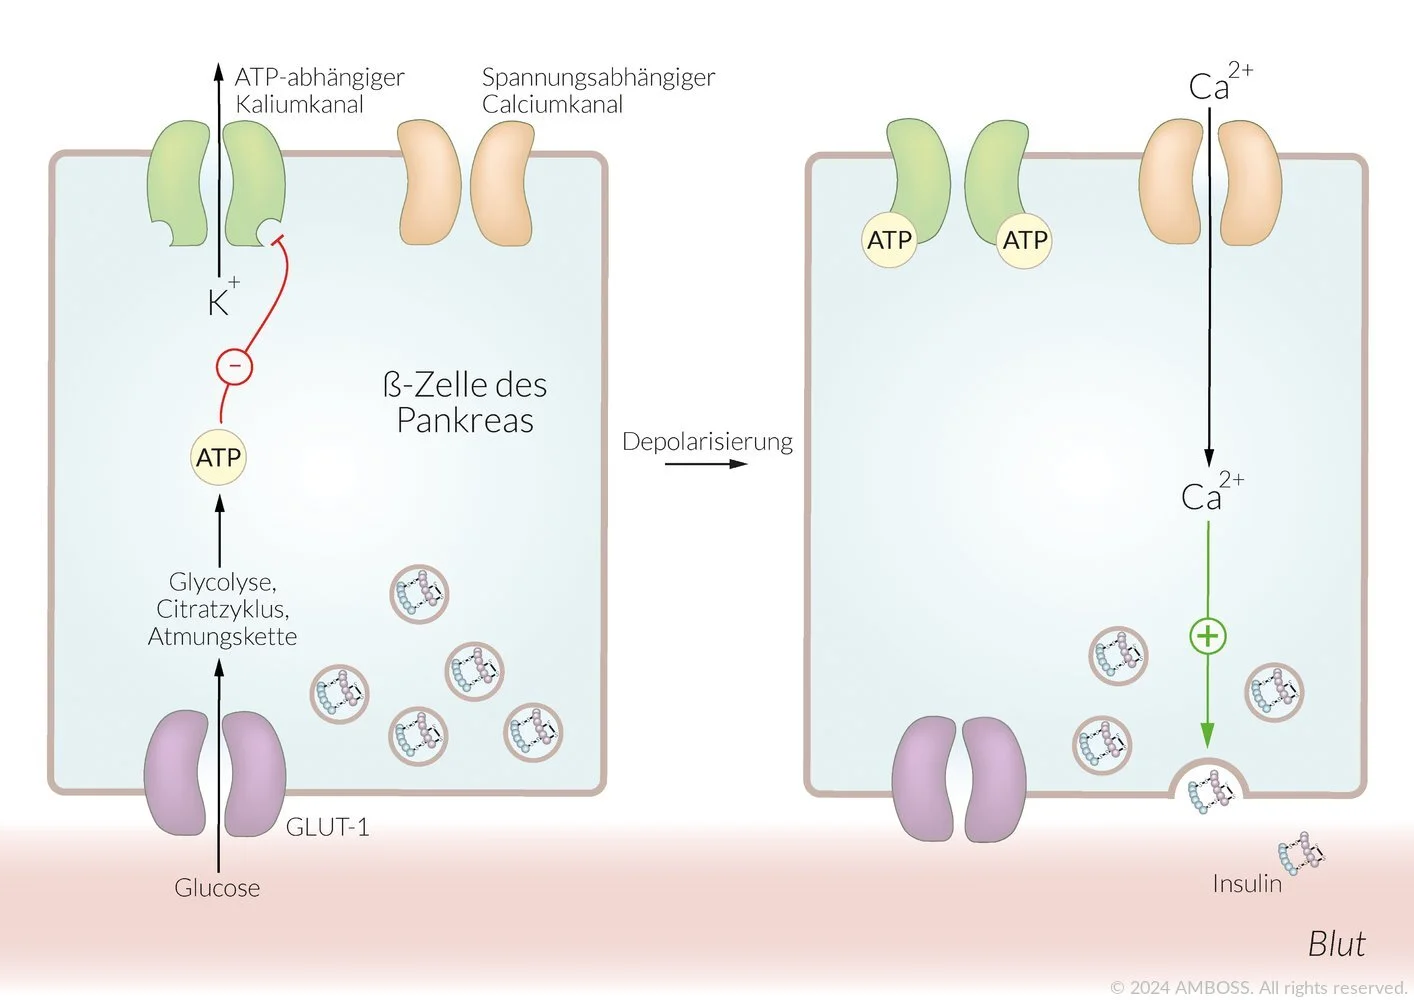 ATP-abhängiger
Kaliumkanal
Spannungsabhängiger
Calciumkanal
K+
ß-Zelle des
Pankreas
ATP
Glycolyse,
Citratzyklus,
Atmungskette
GLUT-1
Glucose
Depolarisierung
Ca2+
ATP
ATP
Ca2+
Insulin
Blut
© 2024 AMBOSS. All rights reserved.